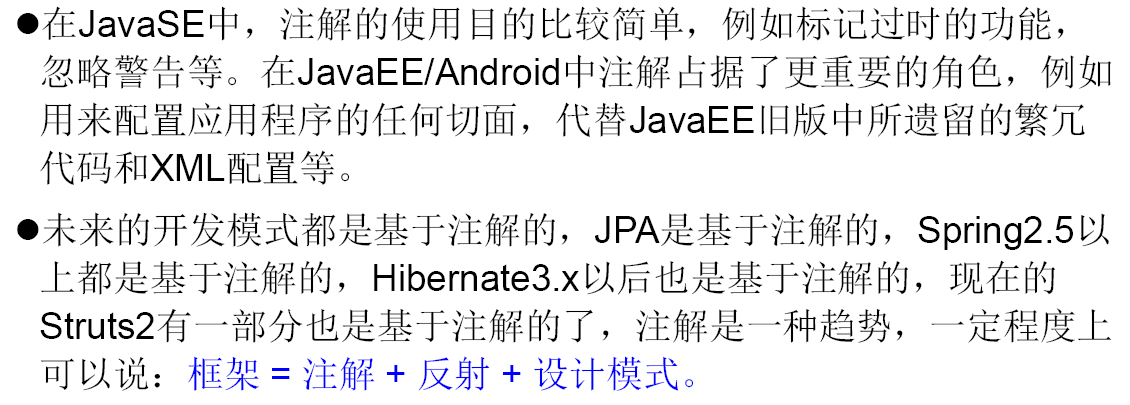 ●在JavaSE中，注解的使用目的比较简单，例如标记过时的功能，
忽略警告等。在JavaEE/Android中注解占据了更重要的角色，例如
用来配置应用程序的任何切面，代替JavaEE旧版中所遗留的繁冗
代码和XML配置等。
●未来的开发模式都是基于注解的，JPA是基于注解的，Spring2.5以
上都是基于注解的，Hibernate3.x以后也是基于注解的，现在的
Struts2有一部分也是基于注解的了，注解是一种趋势，一定程度上
可以说：框架 = 注解 + 反射 + 设计模式。